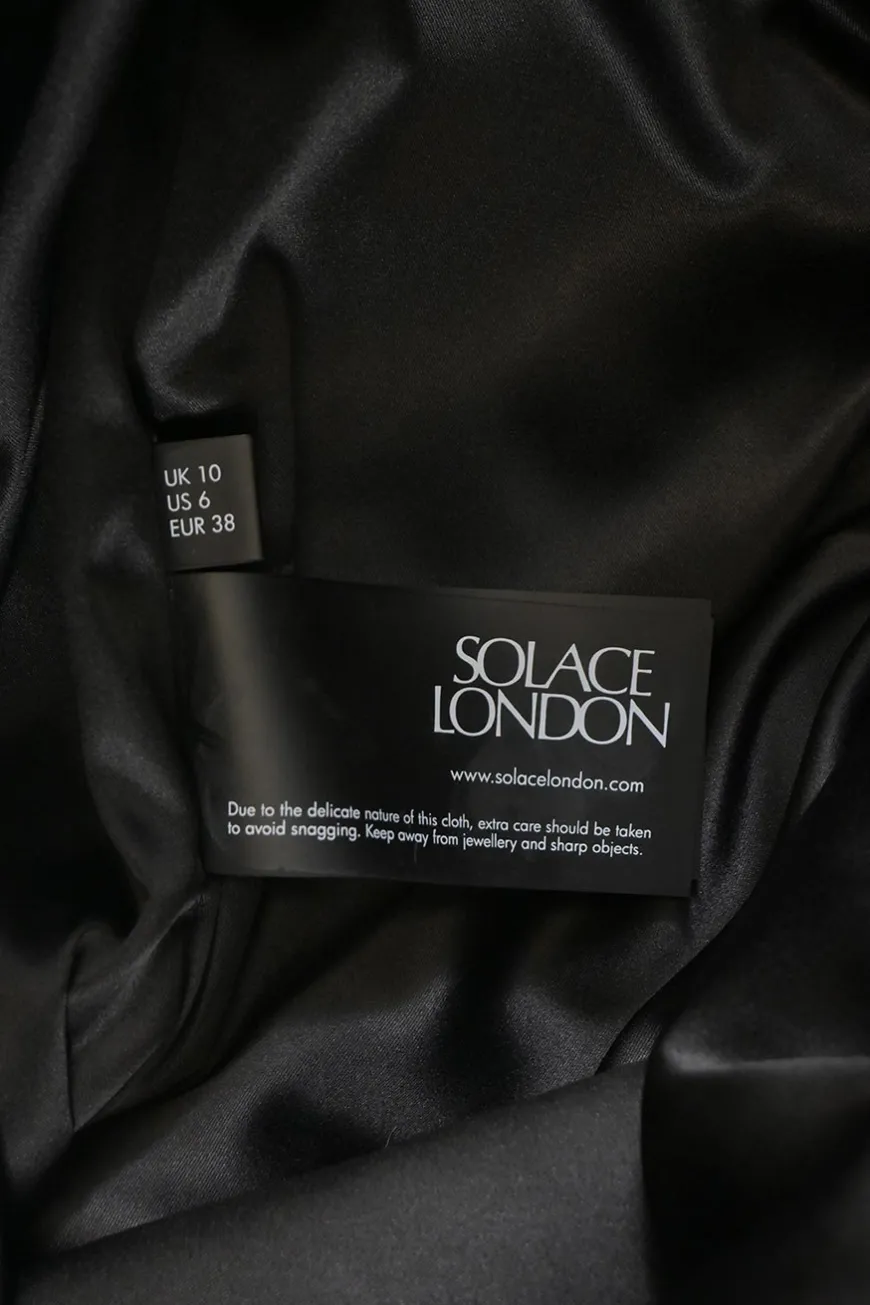 UK 10
US 6
EUR 38
SOLACE
LONDON
www.solacelondon.com
Due to the delicate nature of this cloth, extra care should be taken
to avoid snagging. Keep away from jewellery and sharp objects.